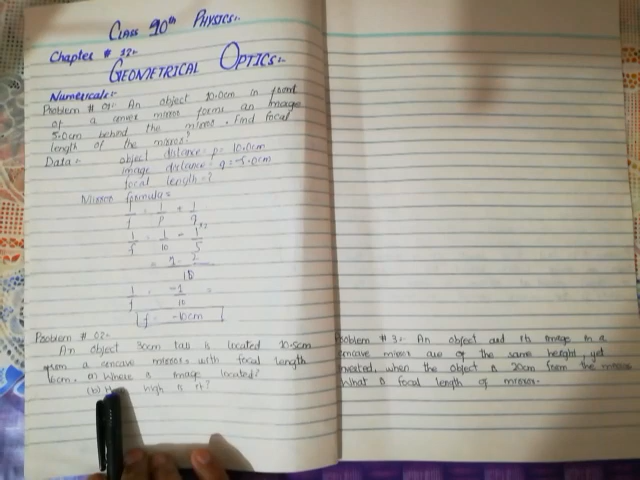 CLASS 10th PHYSICS:-
Chapter # 12:-
GEOMETRICAL OPTICS:-
Numericals:-
Problem # 01:- An object 10.0cm in front
of a convex mirror forms an image
5.0cm behind the mirror. Find focal
length of the mirror?
Data:- object distance = p = 10.0cm
image distance = q = -5.0cm
focal length = ?
Mirror formula =
1/f = 1/p + 1/q
1/f = 1/10 - 1/5
= 1 - 2
10
1/f = -1/10
f = -10cm
Problem # 02:-
An object 30cm tall is located 10.5cm
from a concave mirror with focal length
16cm. (a) Where is image located?
(b) How high is it?
Problem # 3:- An object and its image in a
concave mirror are of the same height, yet
inverted, when the object is 20cm form the mirror
What is focal length of mirror.